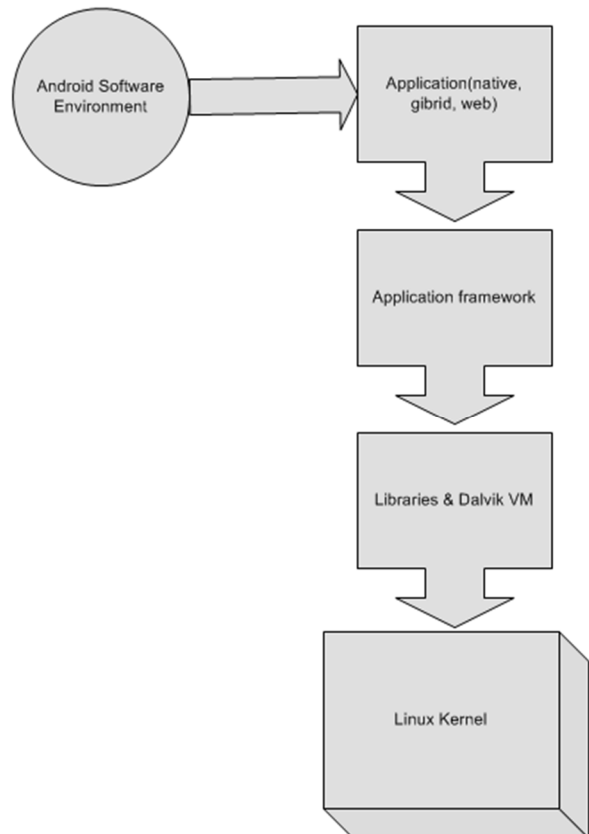 Android Software
Environment
Application(native,
gibrid, web)
Application framework
Libraries & Dalvik VM
Linux Kernel